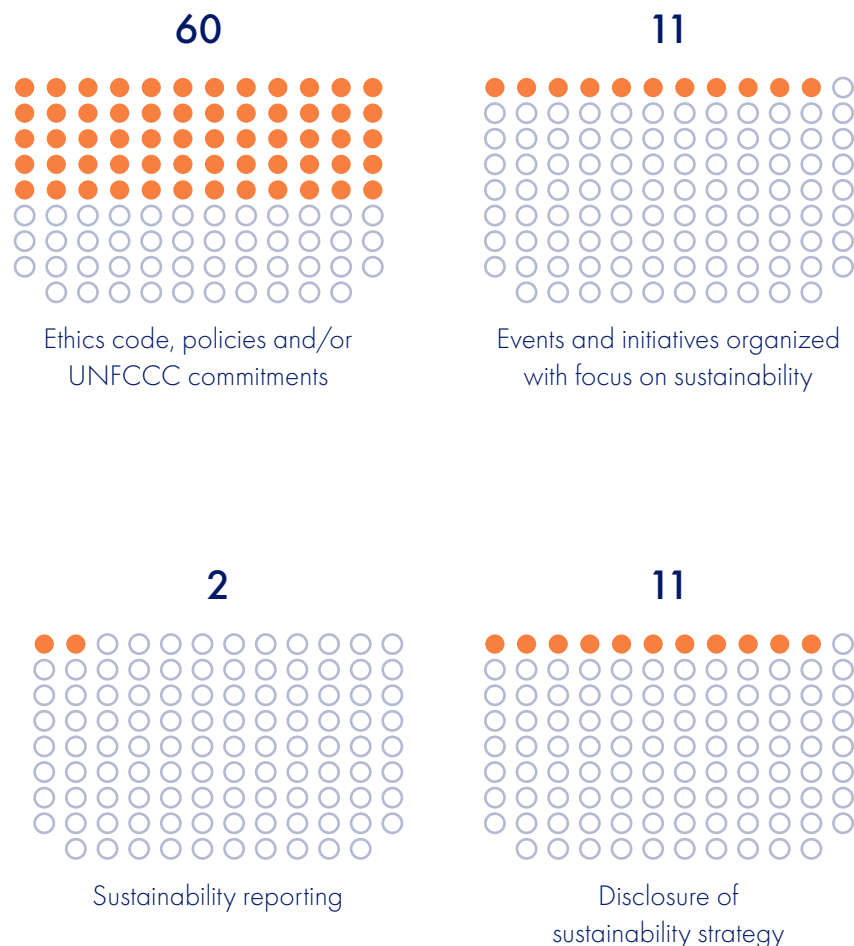 60
Ethics code, policies and/or
UNFCCC commitments
11
Events and initiatives organized
with focus on sustainability
2
Sustainability reporting
11
Disclosure of
sustainability strategy